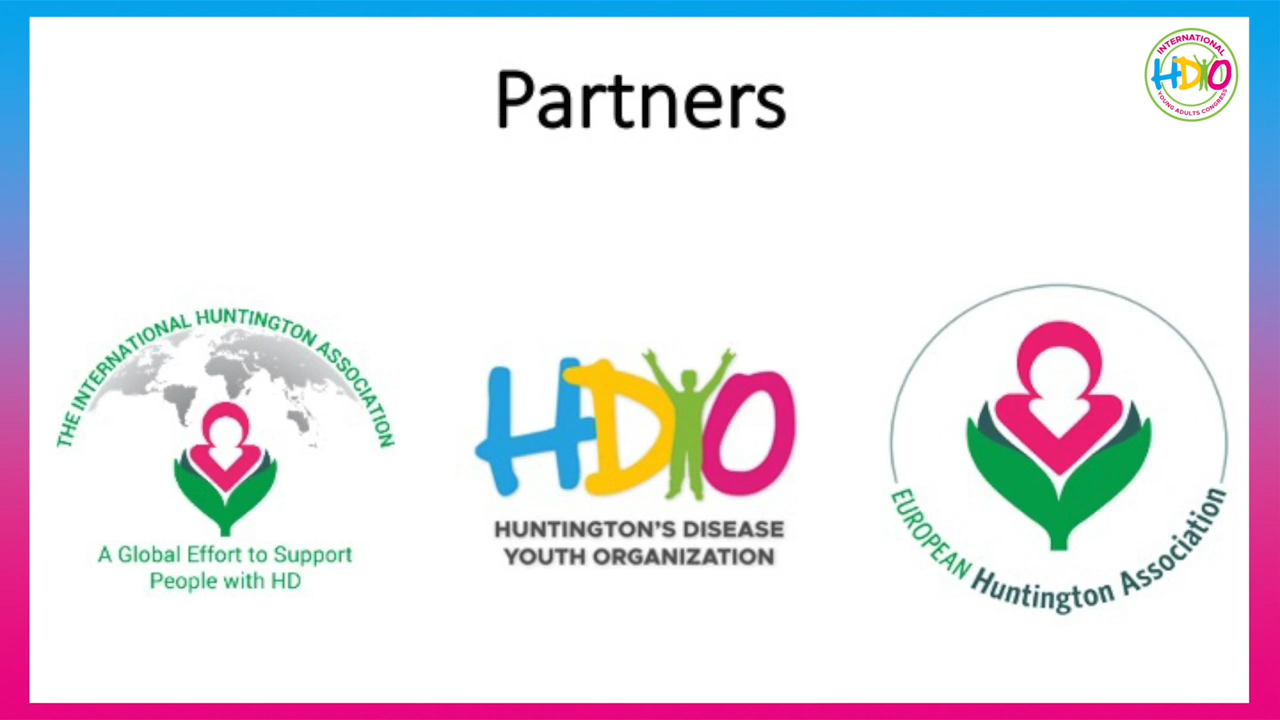 Partners
INTERNATIONAL
HDYO
YOUNG ADULTS CONGRESS
THE INTERNATIONAL HUNTINGTON ASSOCIATION
A Global Effort to Support
People with HD
HDYO
HUNTINGTON'S DISEASE
YOUTH ORGANIZATION
EUROPEAN Huntington Association